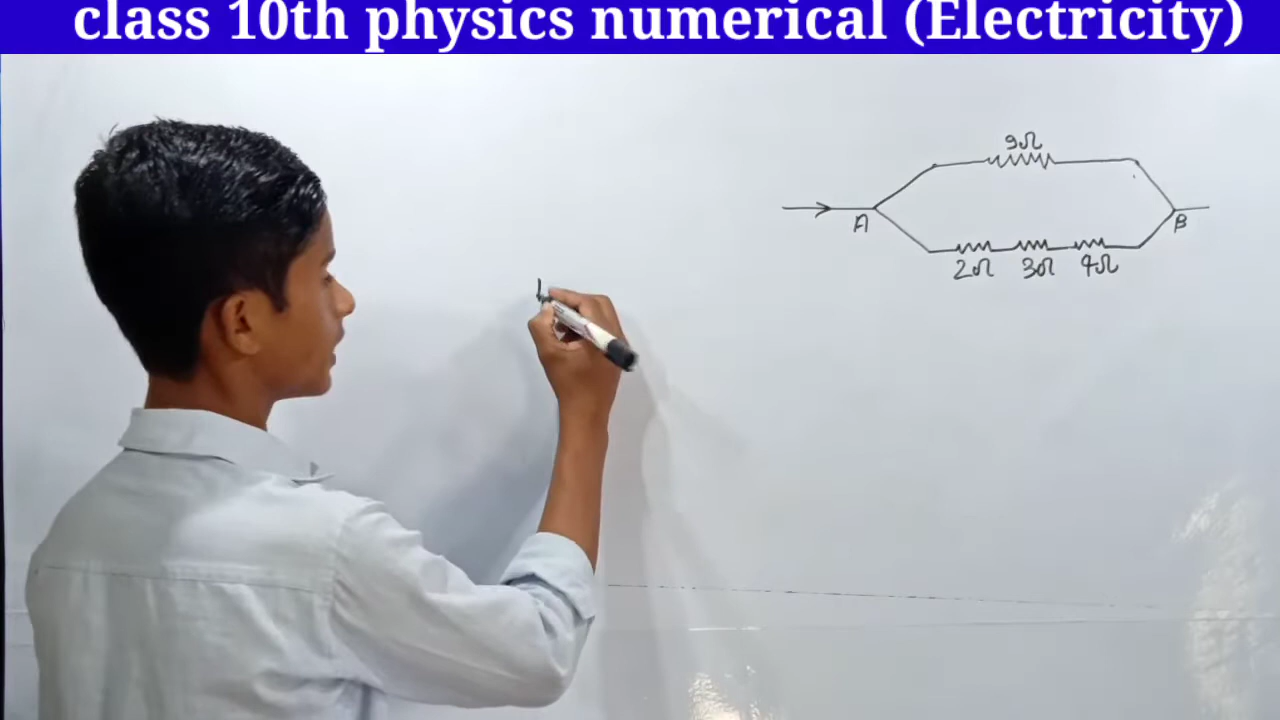 class 10th physics numerical (Electricity)
9Ω
A
B
2Ω 3Ω 4Ω